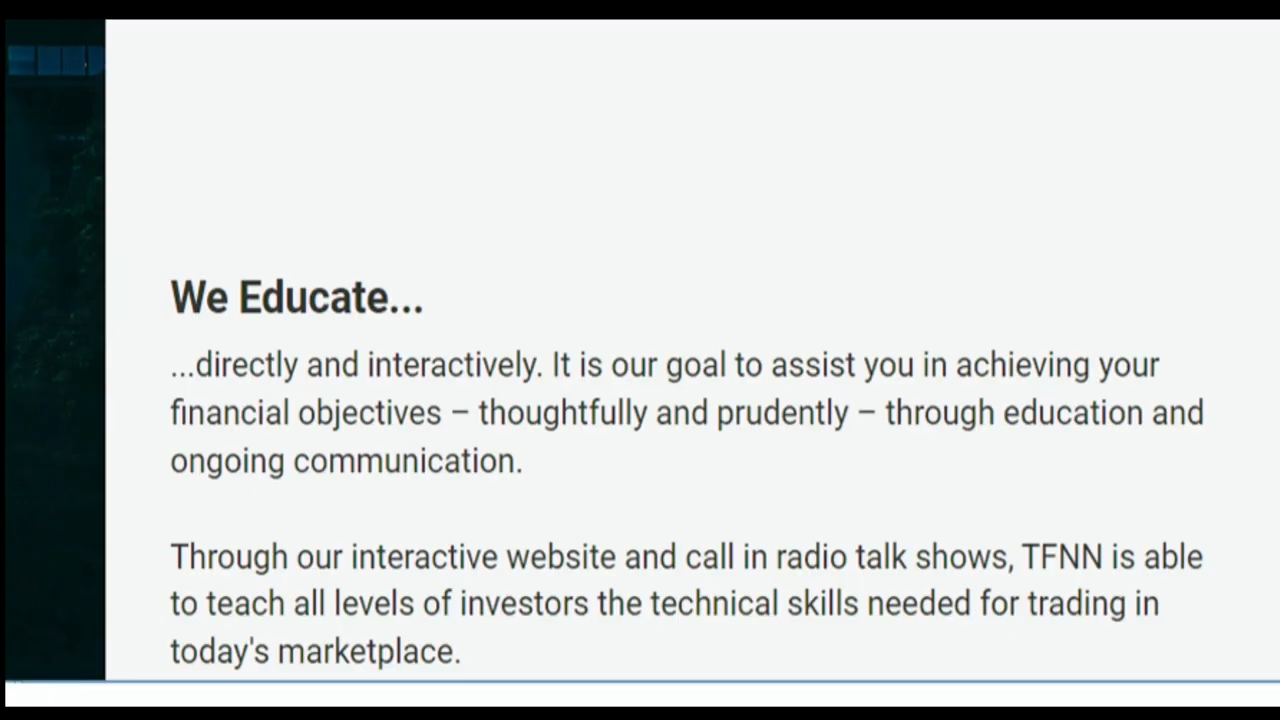 We Educate...
...directly and interactively. It is our goal to assist you in achieving your
financial objectives – thoughtfully and prudently – through education and
ongoing communication.
Through our interactive website and call in radio talk shows, TFNN is able
to teach all levels of investors the technical skills needed for trading in
today's marketplace.